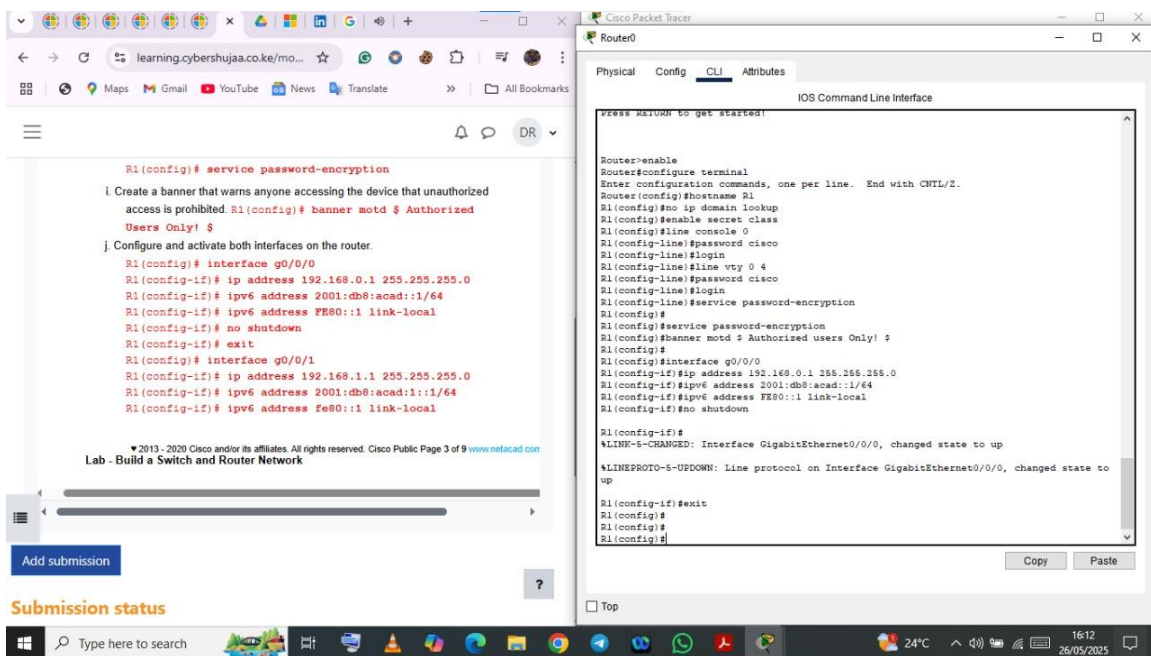 learning.cybershujaa.co.ke/mo...
Maps Gmail YouTube News Translate » All Bookmarks
DR
R1(config)# service password-encryption
i. Create a banner that warns anyone accessing the device that unauthorized
access is prohibited. R1(config)# banner motd $ Authorized
Users Only! $
j. Configure and activate both interfaces on the router.
R1(config)# interface g0/0/0
R1(config-if)# ip address 192.168.0.1 255.255.255.0
R1(config-if)# ipv6 address 2001:db8:acad::1/64
R1(config-if)# ipv6 address FE80::1 link-local
R1(config-if)# no shutdown
R1(config-if)# exit
R1(config)# interface g0/0/1
R1(config-if)# ip address 192.168.1.1 255.255.255.0
R1(config-if)# ipv6 address 2001:db8:acad:1::1/64
R1(config-if)# ipv6 address fe80::1 link-local
♥ 2013 - 2020 Cisco and/or its affiliates. All rights reserved. Cisco Public Page 3 of 9 www.netacad.com
Lab - Build a Switch and Router Network
Add submission
?
Submission status
Cisco Packet Tracer
Router0
Physical Config CLI Attributes
IOS Command Line Interface
Press RETURN to get started!
Router>enable
Router#configure terminal
Enter configuration commands, one per line. End with CNTL/Z.
Router(config)#hostname R1
R1(config)#no ip domain lookup
R1(config)#enable secret class
R1(config)#line console 0
R1(config-line)#password cisco
R1(config-line)#login
R1(config-line)#line vty 0 4
R1(config-line)#password cisco
R1(config-line)#login
R1(config-line)#service password-encryption
R1(config)#
R1(config)#service password-encryption
R1(config)#banner motd $ Authorized users Only! $
R1(config)#
R1(config)#interface g0/0/0
R1(config-if)#ip address 192.168.0.1 255.255.255.0
R1(config-if)#ipv6 address 2001:db8:acad::1/64
R1(config-if)#ipv6 address FE80::1 link-local
R1(config-if)#no shutdown
R1(config-if)#
%LINK-5-CHANGED: Interface GigabitEthernet0/0/0, changed state to up
%LINEPROTO-5-UPDOWN: Line protocol on Interface GigabitEthernet0/0/0, changed state to
up
R1(config-if)#exit
R1(config)#
R1(config)#
R1(config)#
Copy Paste
Top
Type here to search
24°C
16:12
26/05/2025